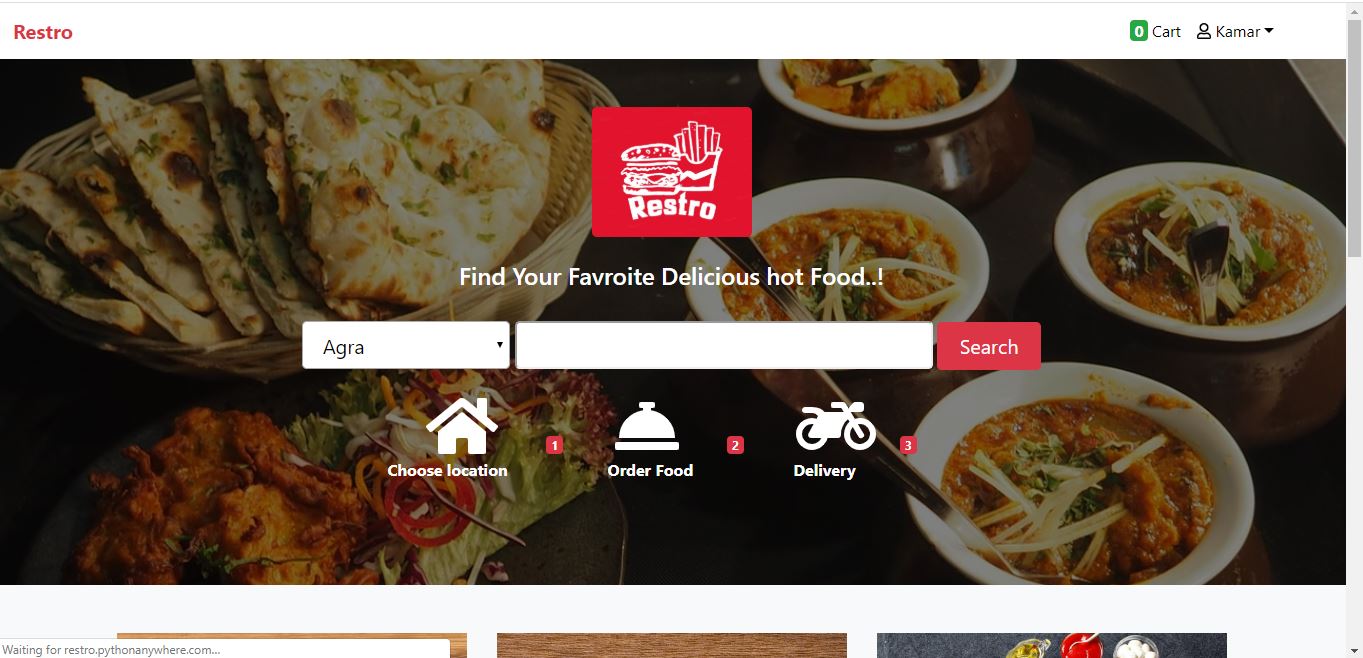 Restro
0 Cart Kamar
Restro
Find Your Favroite Delicious hot Food..!
Agra Search
1 2 3
Choose location Order Food Delivery
Waiting for restro.pythonanywhere.com...